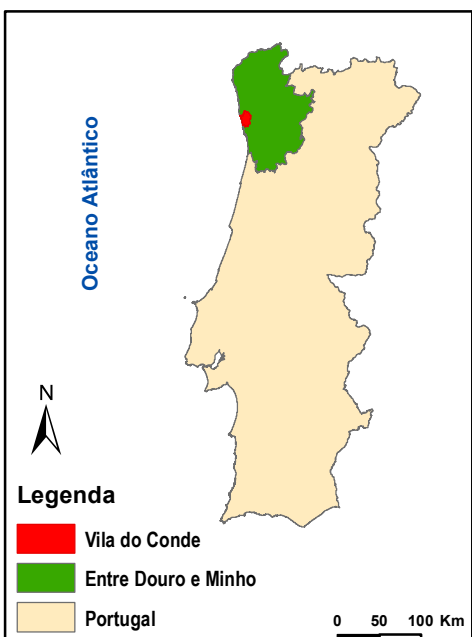 Oceano Atlântico
N
Legenda
Vila do Conde
Entre Douro e Minho
Portugal
0 50 100 Km